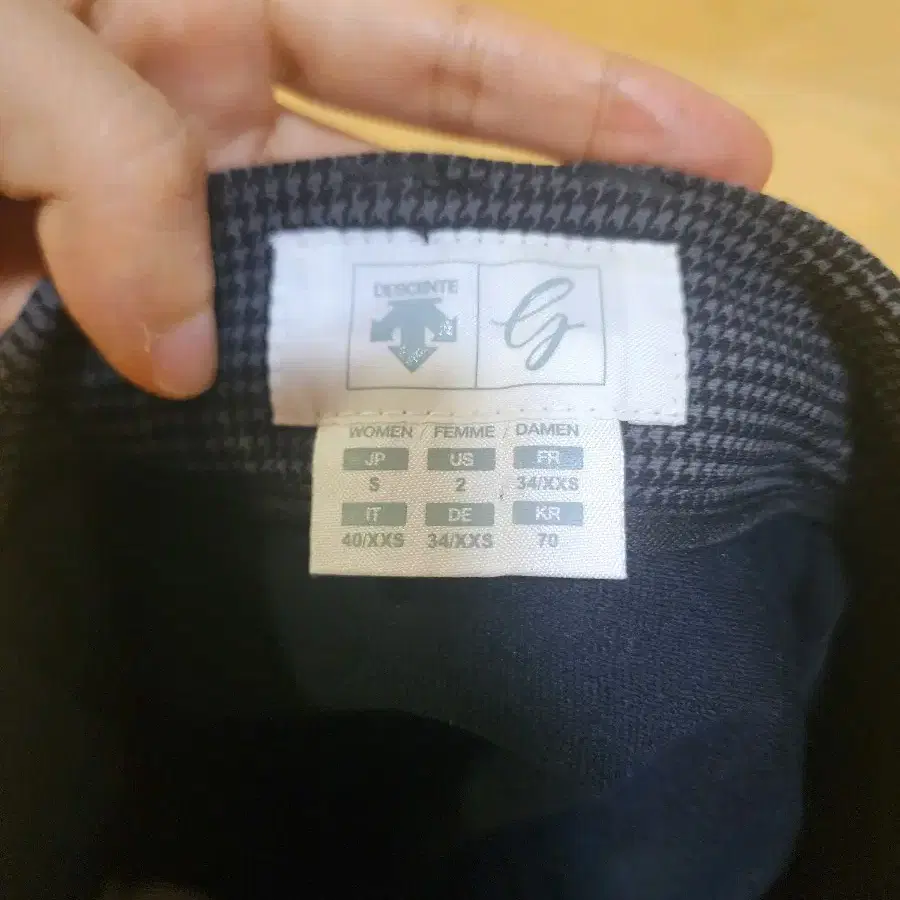 DESCENTE
WOMEN / FEMME / DAMEN
JP US FR
S 2 34/XXS
IT DE KR
40/XXS 34/XXS 70